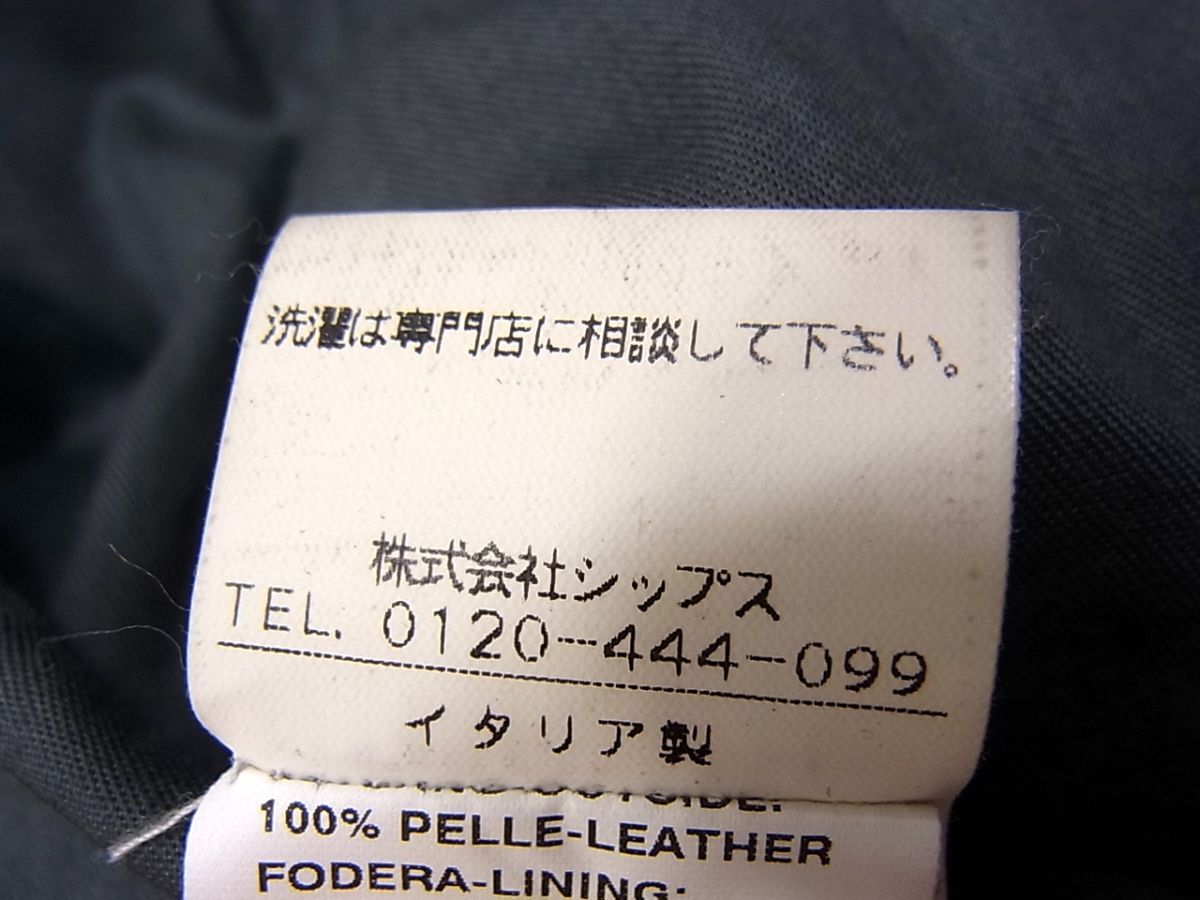 洗濯は専門店に相談して下さい。
株式会社シップス
TEL. 0120-444-099
イタリア製
OUTSIDE:
100% PELLE-LEATHER
FODERA-LINING: